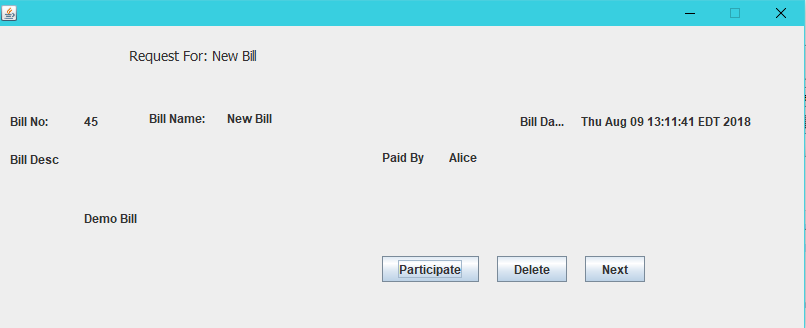 Request For: New Bill
Bill No: 45 Bill Name: New Bill Bill Da... Thu Aug 09 13:11:41 EDT 2018
Bill Desc Paid By Alice
Demo Bill
Participate Delete Next